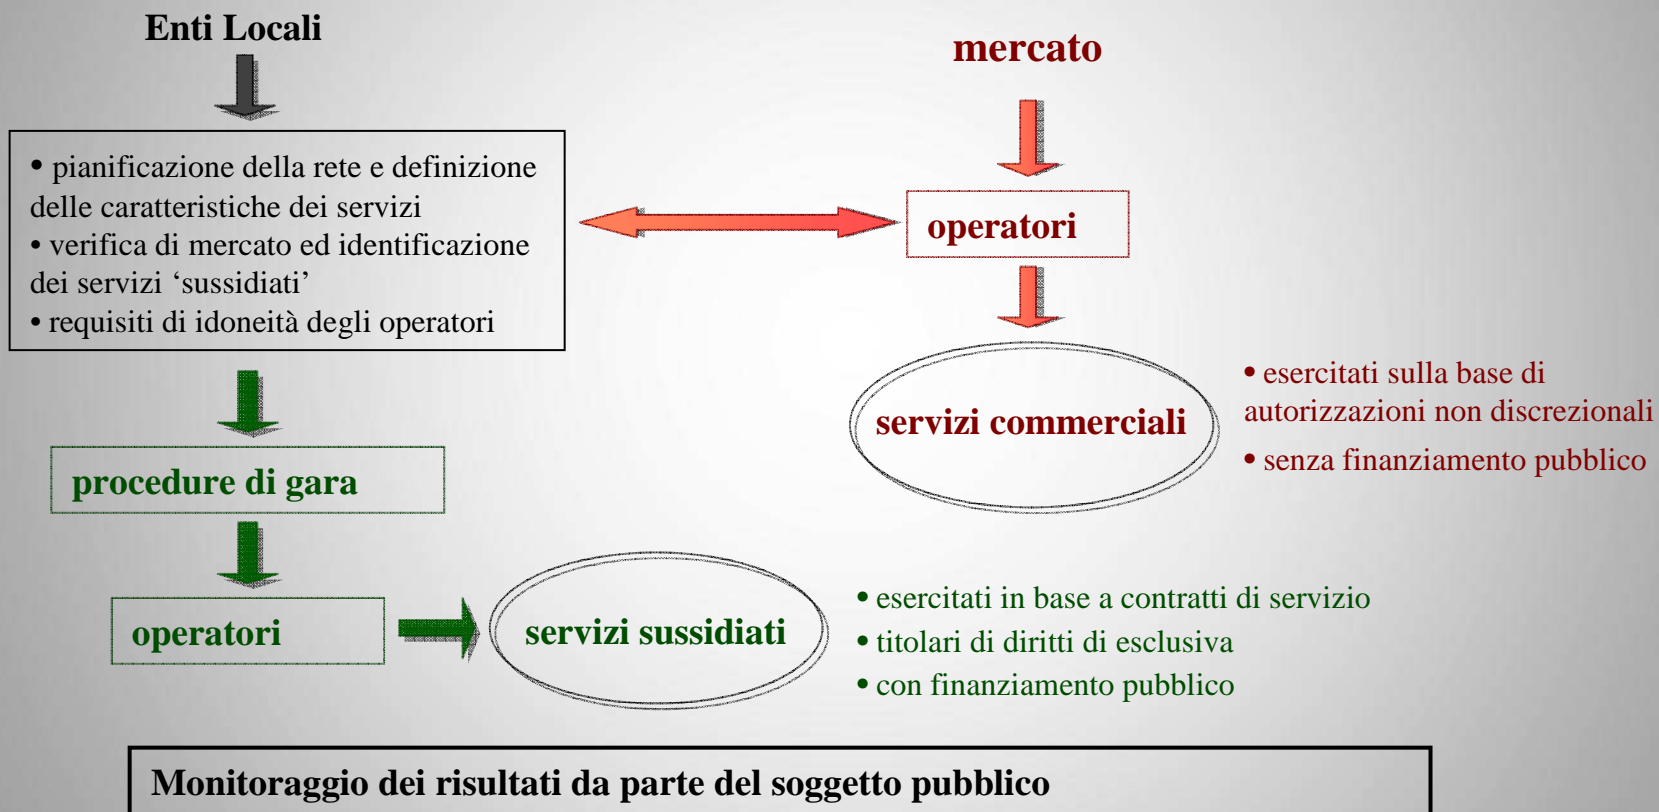 Enti Locali
mercato
• pianificazione della rete e definizione
delle caratteristiche dei servizi
• verifica di mercato ed identificazione
dei servizi ‘sussidiati’
• requisiti di idoneità degli operatori
operatori
servizi commerciali
• esercitati sulla base di
autorizzazioni non discrezionali
• senza finanziamento pubblico
procedure di gara
operatori
servizi sussidiati
• esercitati in base a contratti di servizio
• titolari di diritti di esclusiva
• con finanziamento pubblico
Monitoraggio dei risultati da parte del soggetto pubblico